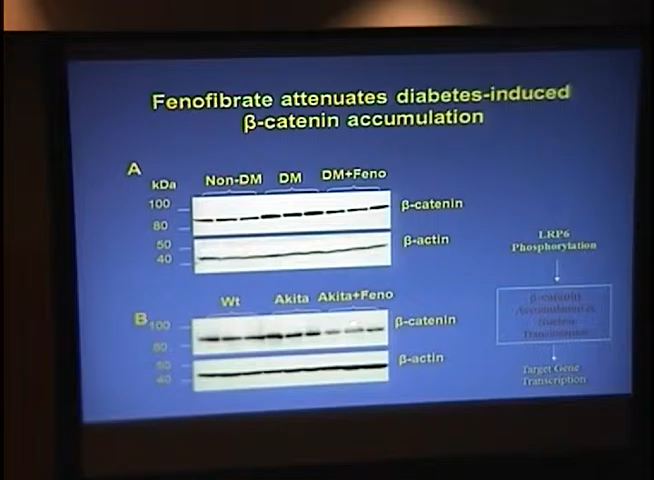 Fenofibrate attenuates diabetes-induced
β-catenin accumulation
A
kDa
Non-DM DM DM+Feno
100
80
β-catenin
50
40
β-actin
LRP6
Phosphorylation
β-catenin
Target Gene
Transcription
B
Wt Akita Akita+Feno
100
80
β-catenin
50
40
β-actin